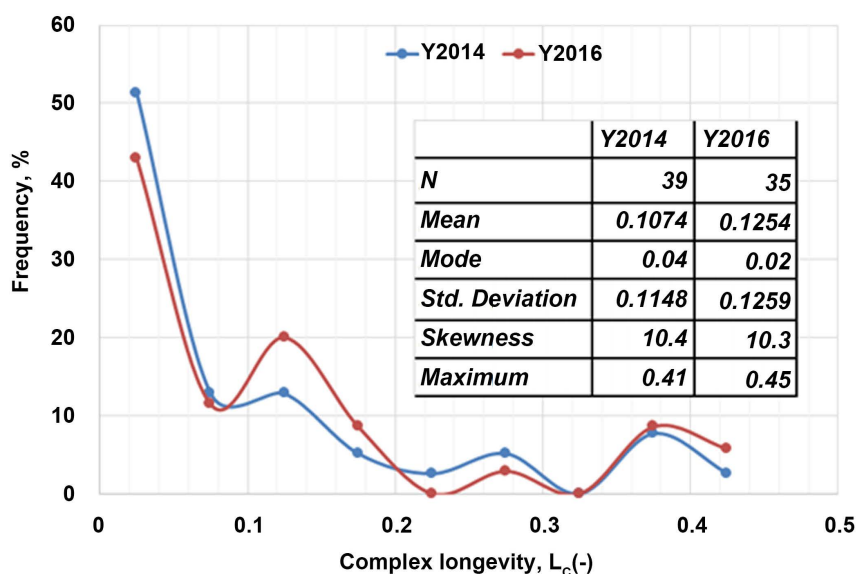 60
50
40
30
20
10
0
Frequency, %
Y2014 Y2016
Y2014 Y2016
N 39 35
Mean 0.1074 0.1254
Mode 0.04 0.02
Std. Deviation 0.1148 0.1259
Skewness 10.4 10.3
Maximum 0.41 0.45
0 0.1 0.2 0.3 0.4 0.5
Complex longevity, Lc(-)